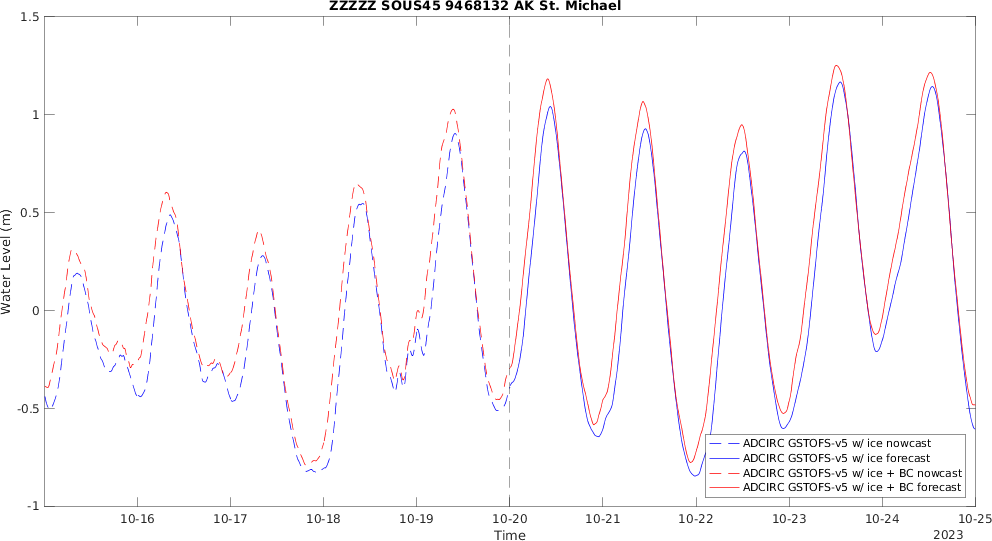 ZZZZZ SOUS45 9468132 AK St. Michael
1.5
1
0.5
0
-0.5
-1
Water Level (m)
ADCIRC GSTOFS-v5 w/ ice nowcast
ADCIRC GSTOFS-v5 w/ ice forecast
ADCIRC GSTOFS-v5 w/ ice + BC nowcast
ADCIRC GSTOFS-v5 w/ ice + BC forecast
10-16 10-17 10-18 10-19 10-20 10-21 10-22 10-23 10-24 10-25
Time
2023